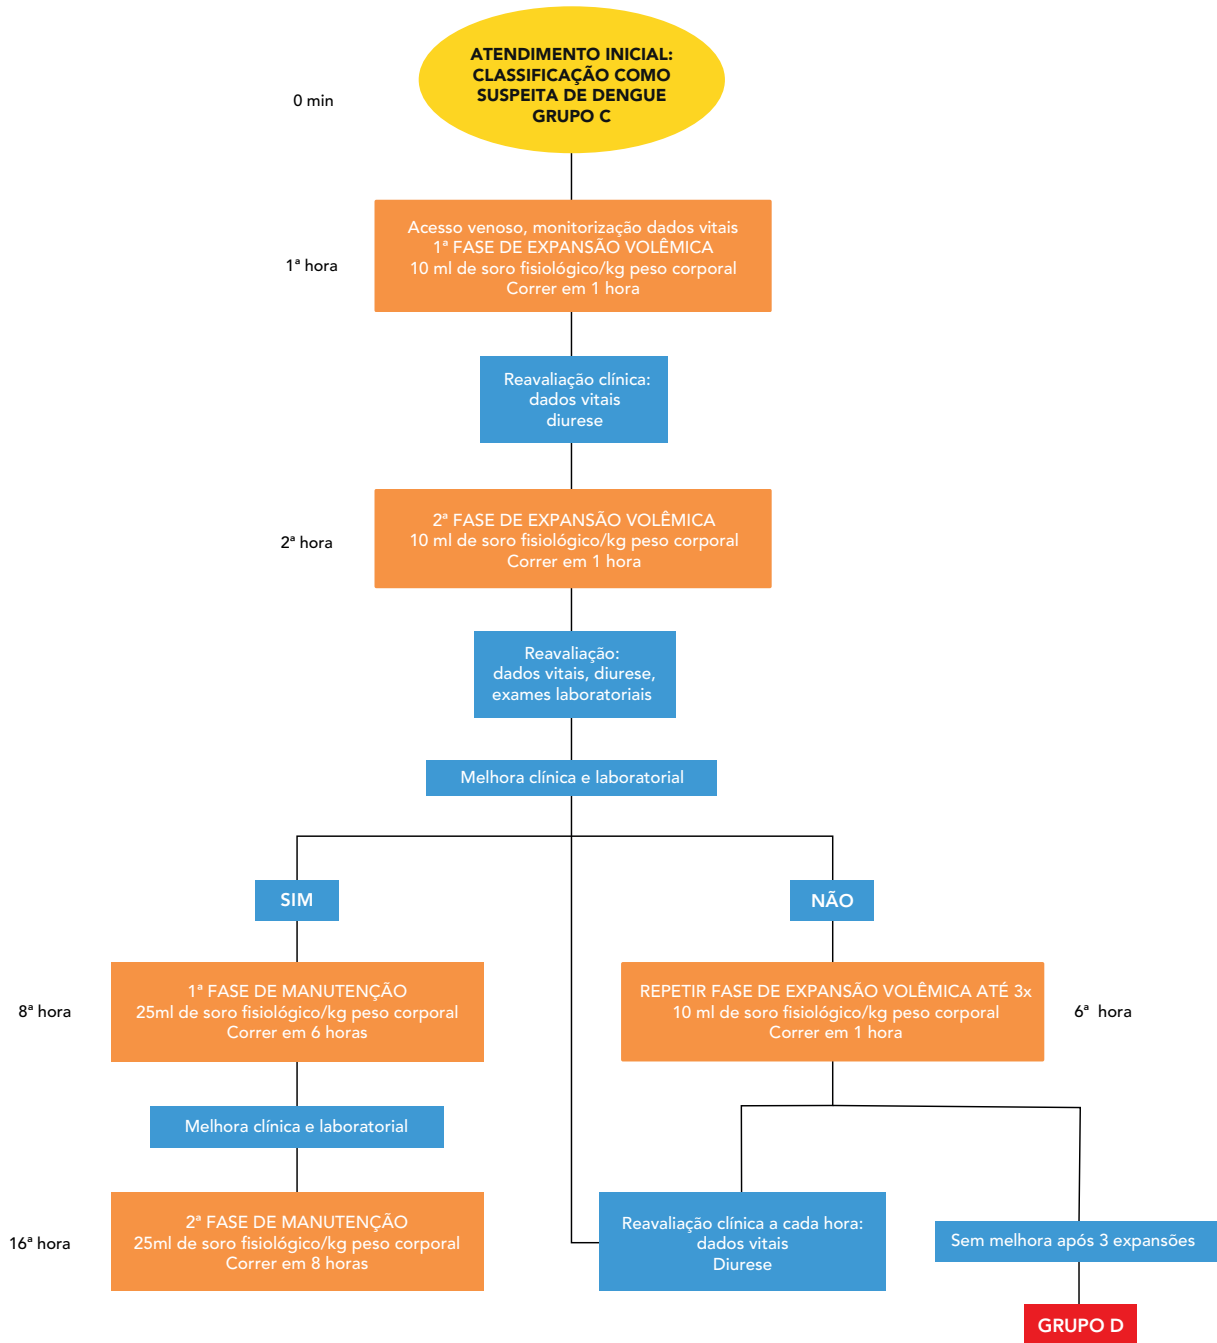 ATENDIMENTO INICIAL:
CLASSIFICAÇÃO COMO
SUSPEITA DE DENGUE
GRUPO C
0 min
Acesso venoso, monitorização dados vitais
1ª FASE DE EXPANSÃO VOLÊMICA
10 ml de soro fisiológico/kg peso corporal
Correr em 1 hora
1ª hora
Reavaliação clínica:
dados vitais
diurese
2ª FASE DE EXPANSÃO VOLÊMICA
10 ml de soro fisiológico/kg peso corporal
Correr em 1 hora
2ª hora
Reavaliação:
dados vitais, diurese,
exames laboratoriais
Melhora clínica e laboratorial
SIM
NÃO
1ª FASE DE MANUTENÇÃO
25ml de soro fisiológico/kg peso corporal
Correr em 6 horas
8ª hora
REPETIR FASE DE EXPANSÃO VOLÊMICA ATÉ 3x
10 ml de soro fisiológico/kg peso corporal
Correr em 1 hora
6ª hora
Melhora clínica e laboratorial
2ª FASE DE MANUTENÇÃO
25ml de soro fisiológico/kg peso corporal
Correr em 8 horas
16ª hora
Reavaliação clínica a cada hora:
dados vitais
Diurese
Sem melhora após 3 expansões
GRUPO D